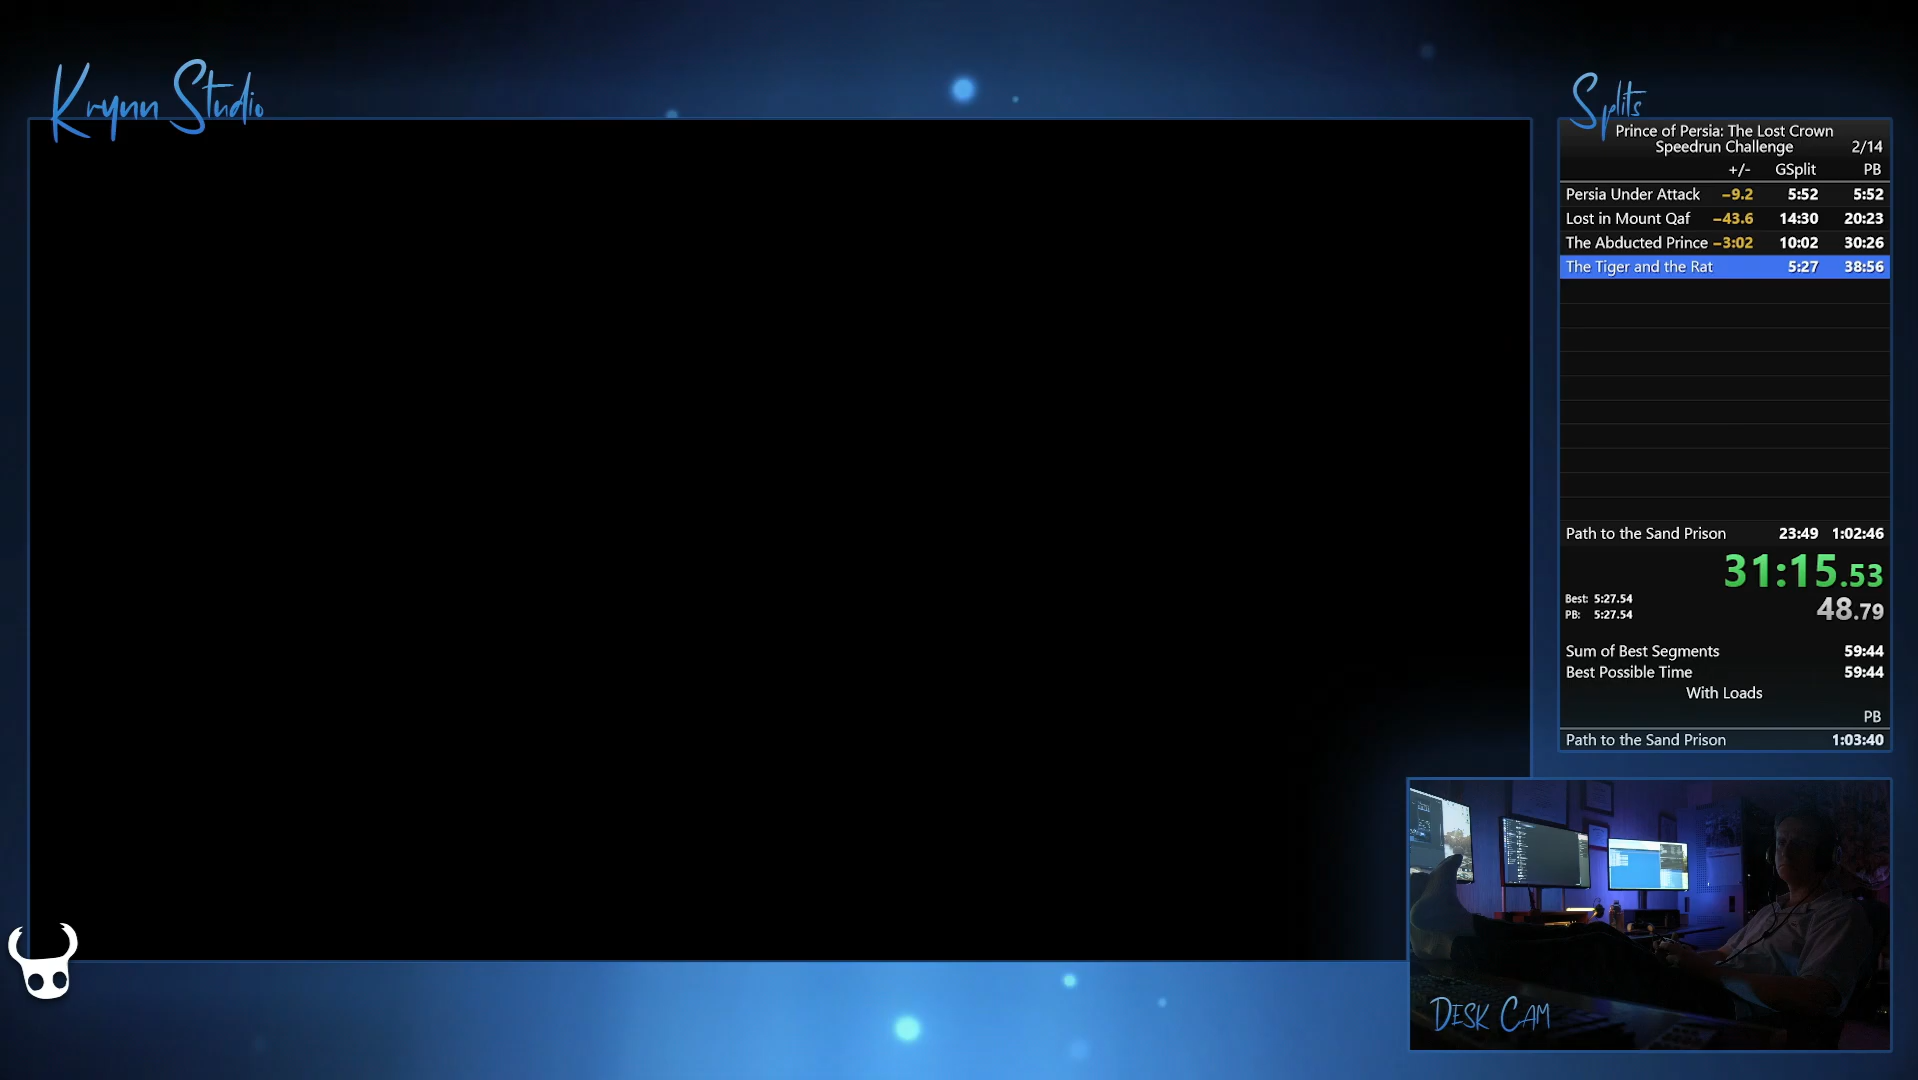 Krynn Studio
Splits
Prince of Persia: The Lost Crown
Speedrun Challenge 2/14
+/- GSplit PB
Persia Under Attack −9.2 5:52 5:52
Lost in Mount Qaf −43.6 14:30 20:23
The Abducted Prince −3:02 10:02 30:26
The Tiger and the Rat 5:27 38:56
Path to the Sand Prison 23:49 1:02:46
31:15.53
Best: 5:27.54
PB: 5:27.54
48.79
Sum of Best Segments 59:44
Best Possible Time 59:44
With Loads
PB
Path to the Sand Prison 1:03:40
Desk Cam